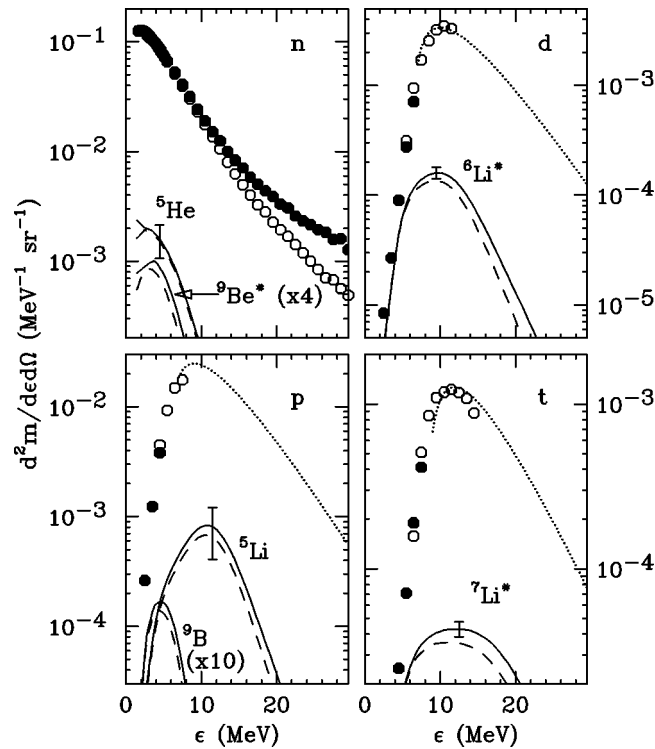 n
d
10⁻¹
10⁻²
10⁻³
10⁻³
10⁻⁴
10⁻⁵
⁵He
⁹Be* (x4)
⁶Li*
d²m/dεdΩ (MeV⁻¹ sr⁻¹)
p
t
10⁻²
10⁻³
10⁻⁴
10⁻³
10⁻⁴
⁵Li
⁹B
(x10)
⁷Li*
0 10 20
0 10 20
ε (MeV)
ε (MeV)